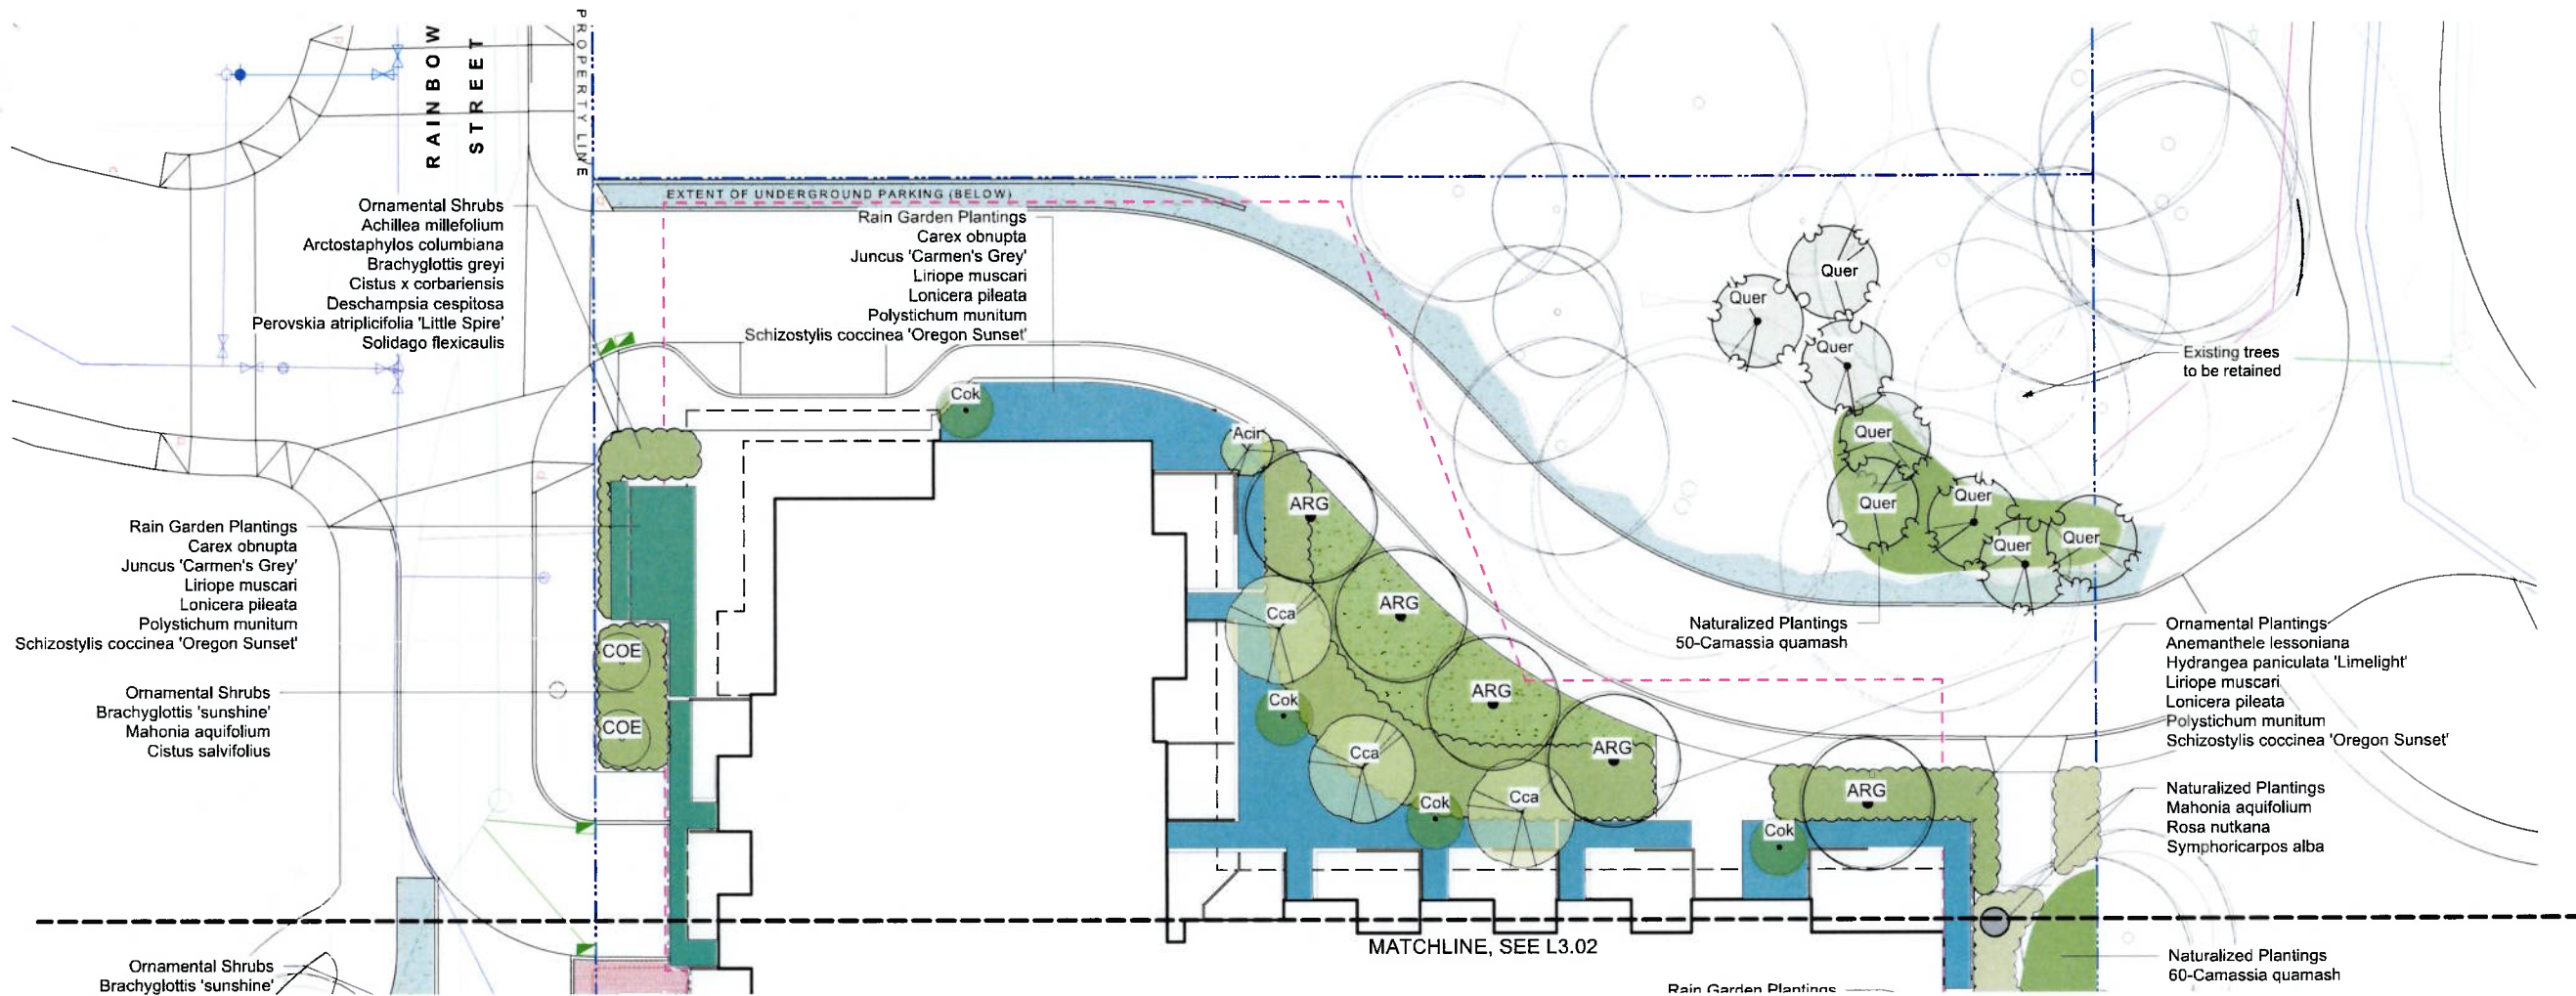 RAINBOW
STREET
PROPERTY LINE
EXTENT OF UNDERGROUND PARKING (BELOW)
Ornamental Shrubs
Achillea millefolium
Arctostaphylos columbiana
Brachyglottis greyi
Cistus x corbariensis
Deschampsia cespitosa
Perovskia atriplicifolia 'Little Spire'
Solidago flexicaulis
Rain Garden Plantings
Carex obnupta
Juncus 'Carmen's Grey'
Liriope muscari
Lonicera pileata
Polystichum munitum
Schizostylis coccinea 'Oregon Sunset'
Quer
Quer
Quer
Existing trees
to be retained
Cok
Acir
Quer
Quer
Quer
Quer
Quer
ARG
Rain Garden Plantings
Carex obnupta
Juncus 'Carmen's Grey'
Liriope muscari
Lonicera pileata
Polystichum munitum
Schizostylis coccinea 'Oregon Sunset'
COE
COE
Cca
ARG
Cok
ARG
Cca
ARG
Cok
Cca
ARG
Cok
Naturalized Plantings
50-Camassia quamash
Ornamental Plantings
Anemanthele lessoniana
Hydrangea paniculata 'Limelight'
Liriope muscari
Lonicera pileata
Polystichum munitum
Schizostylis coccinea 'Oregon Sunset'
Ornamental Shrubs
Brachyglottis 'sunshine'
Mahonia aquifolium
Cistus salvifolius
Naturalized Plantings
Mahonia aquifolium
Rosa nutkana
Symphoricarpos alba
MATCHLINE, SEE L3.02
Naturalized Plantings
60-Camassia quamash
Ornamental Shrubs
Brachyglottis 'sunshine'
Rain Garden Plantings